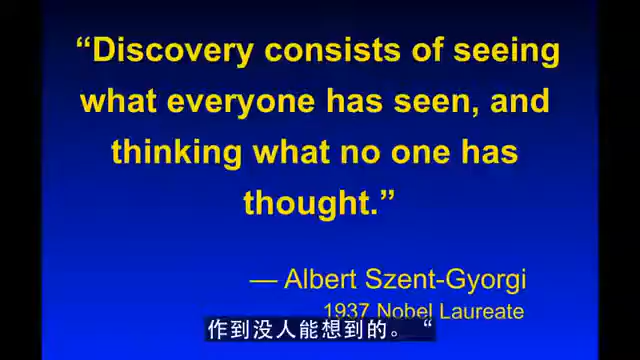 “Discovery consists of seeing
what everyone has seen, and
thinking what no one has
thought.”
— Albert Szent-Gyorgi
1937 Nobel Laureate
作到没人能想到的。“